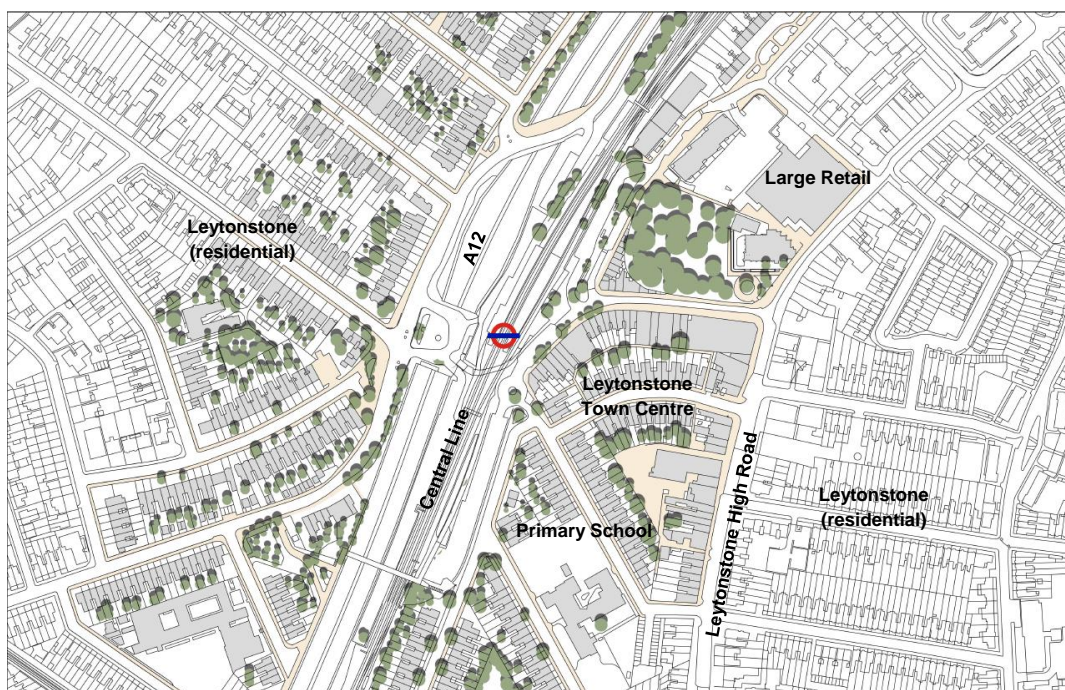 Large Retail
Leytonstone
(residential)
A12
Leytonstone
Town Centre
Central Line
Leytonstone High Road
Leytonstone
(residential)
Primary School